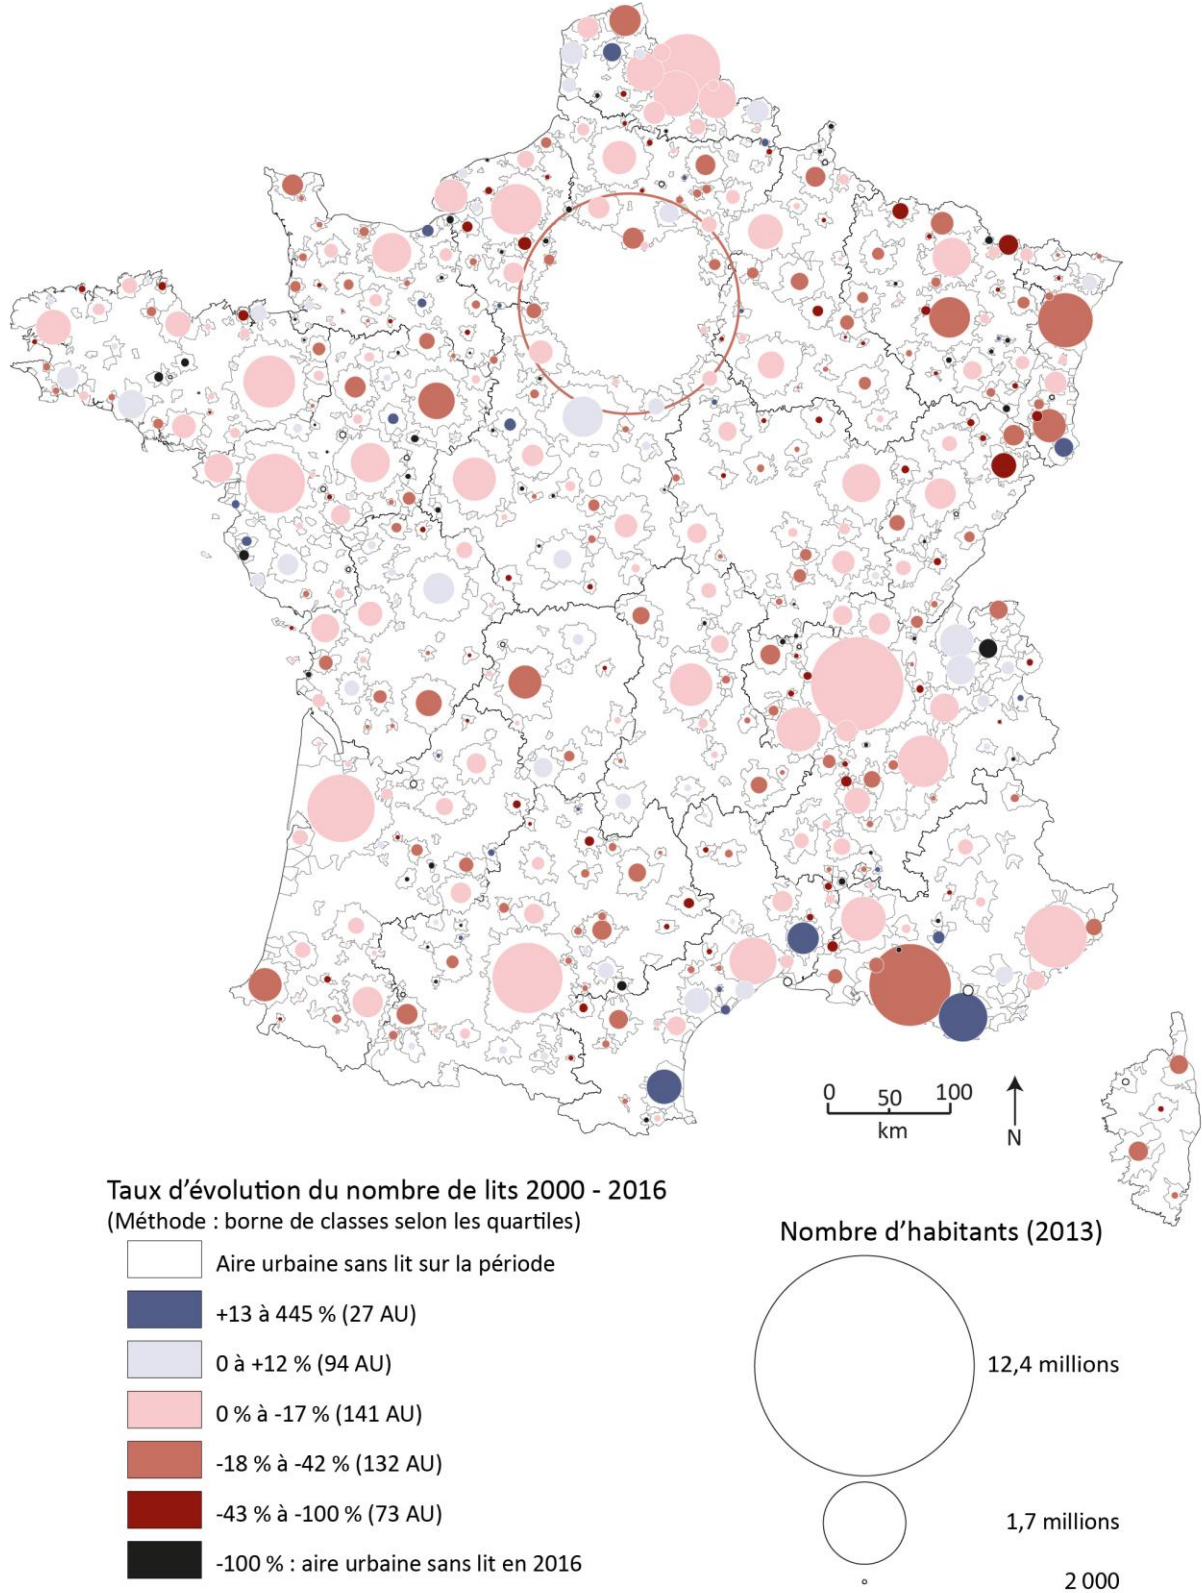 0 50 100
km
N
Taux d’évolution du nombre de lits 2000 - 2016
(Méthode : borne de classes selon les quartiles)
Aire urbaine sans lit sur la période
+13 à 445 % (27 AU)
0 à +12 % (94 AU)
0 % à -17 % (141 AU)
-18 % à -42 % (132 AU)
-43 % à -100 % (73 AU)
-100 % : aire urbaine sans lit en 2016
Nombre d’habitants (2013)
12,4 millions
1,7 millions
2 000